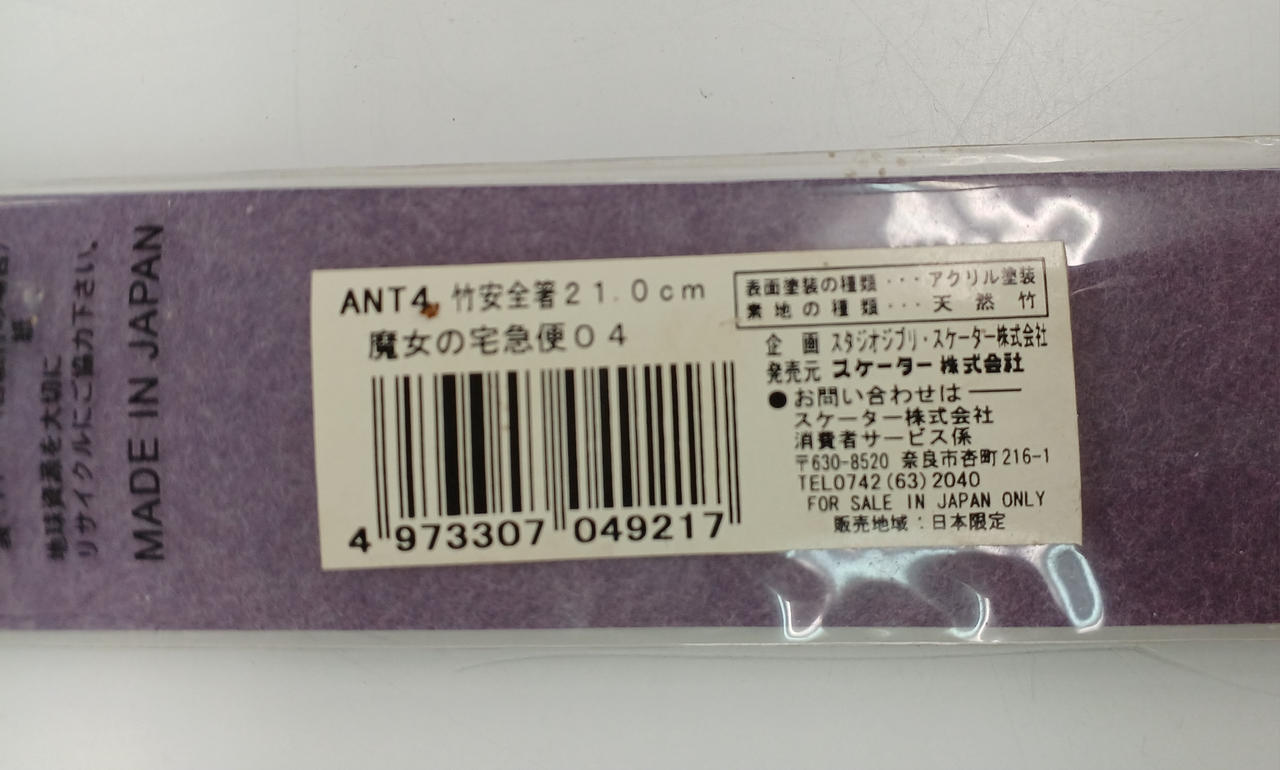 ANT4 竹安全箸21.0cm
魔女の宅急便04
4 973307 049217
表面塗装の種類・・・アクリル塗装
素地の種類・・・天然竹
企画 スタジオジブリ・スケーター株式会社
発売元 スケーター株式会社
●お問い合わせは——
スケーター株式会社
消費者サービス係
〒630-8520 奈良市杏町216-1
TEL0742(63)2040
FOR SALE IN JAPAN ONLY
販売地域:日本限定
MADE IN JAPAN
地球資源を大切に
リサイクルにご協力下さい。
紙